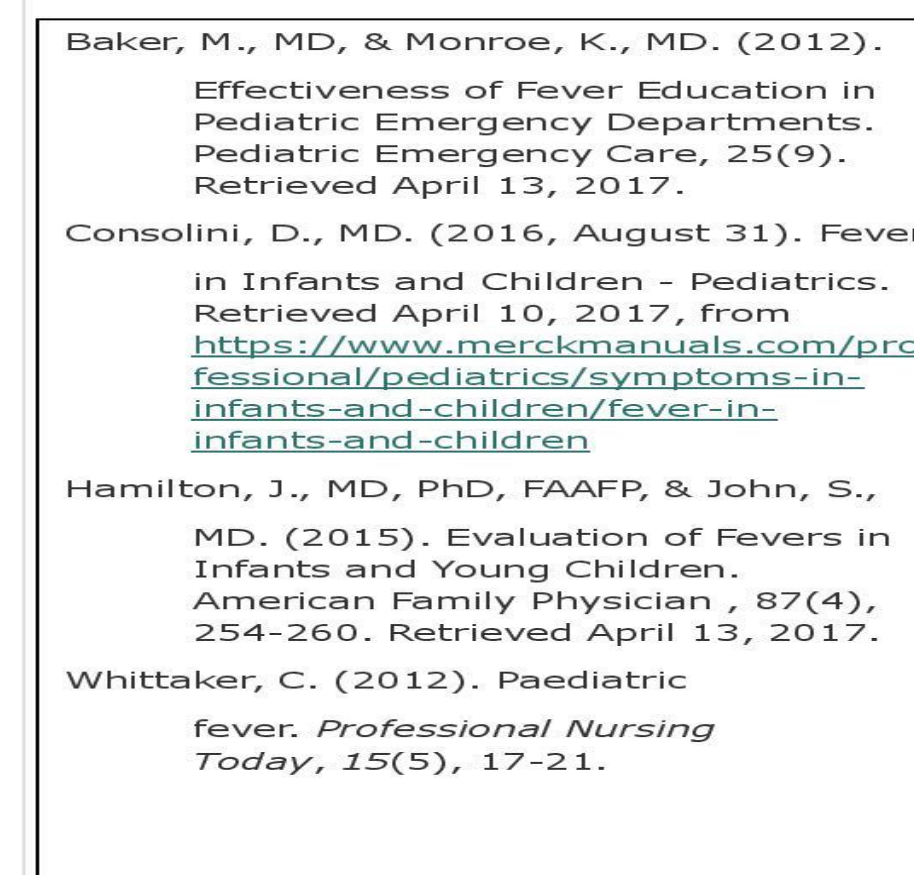 Baker, M., MD, & Monroe, K., MD. (2012).
Effectiveness of Fever Education in
Pediatric Emergency Departments.
Pediatric Emergency Care, 25(9).
Retrieved April 13, 2017.
Consolini, D., MD. (2016, August 31). Fever
in Infants and Children - Pediatrics.
Retrieved April 10, 2017, from
https://www.merckmanuals.com/pro
fessional/pediatrics/symptoms-in-
infants-and-children/fever-in-
infants-and-children
Hamilton, J., MD, PhD, FAAFP, & John, S.,
MD. (2015). Evaluation of Fevers in
Infants and Young Children.
American Family Physician , 87(4),
254-260. Retrieved April 13, 2017.
Whittaker, C. (2012). Paediatric
fever. Professional Nursing
Today, 15(5), 17-21.